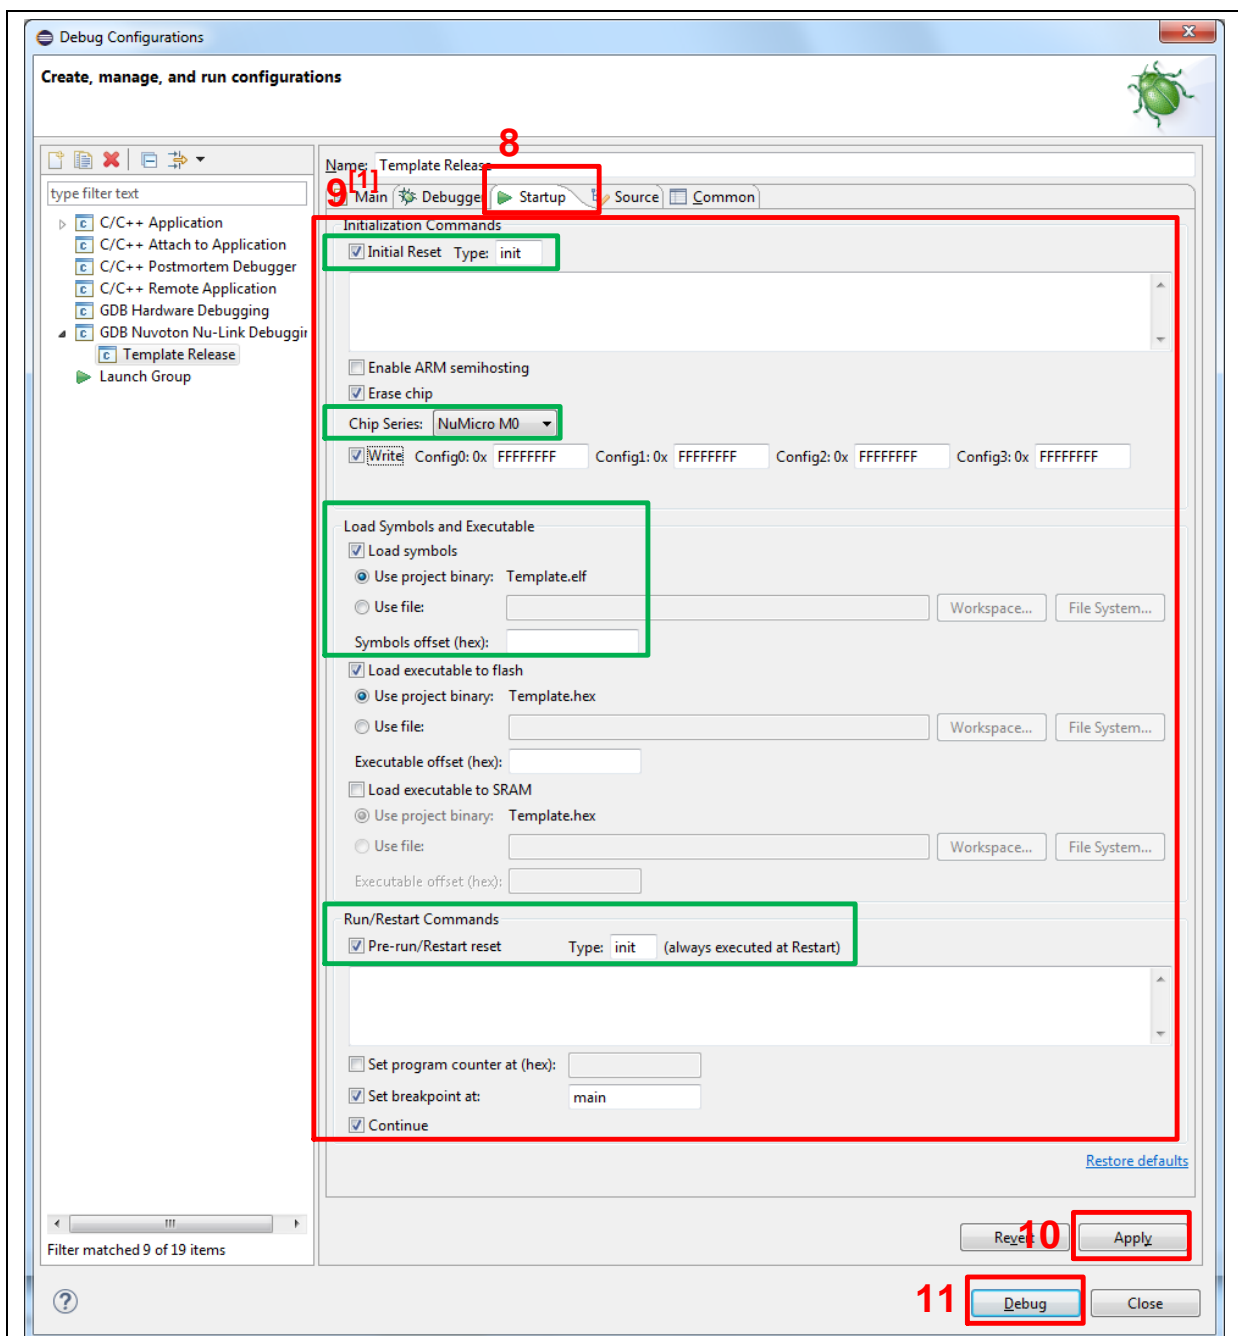 Debug Configurations
Create, manage, and run configurations
8
Name: Template Release
type filter text
9[1]
Main Debugger Startup Source Common
C/C++ Application
C/C++ Attach to Application
C/C++ Postmortem Debugger
C/C++ Remote Application
GDB Hardware Debugging
GDB Nuvoton Nu-Link Debuggin
Template Release
Launch Group
Initialization Commands
Initial Reset Type: init
Enable ARM semihosting
Erase chip
Chip Series: NuMicro M0
Write Config0: 0x FFFFFFFF Config1: 0x FFFFFFFF Config2: 0x FFFFFFFF Config3: 0x FFFFFFFF
Load Symbols and Executable
Load symbols
Use project binary: Template.elf
Use file: Workspace... File System...
Symbols offset (hex):
Load executable to flash
Use project binary: Template.hex
Use file: Workspace... File System...
Executable offset (hex):
Load executable to SRAM
Use project binary: Template.hex
Use file: Workspace... File System...
Executable offset (hex):
Run/Restart Commands
Pre-run/Restart reset Type: init (always executed at Restart)
Set program counter at (hex):
Set breakpoint at: main
Continue
Restore defaults
Filter matched 9 of 19 items
Revert 10 Apply
11 Debug Close